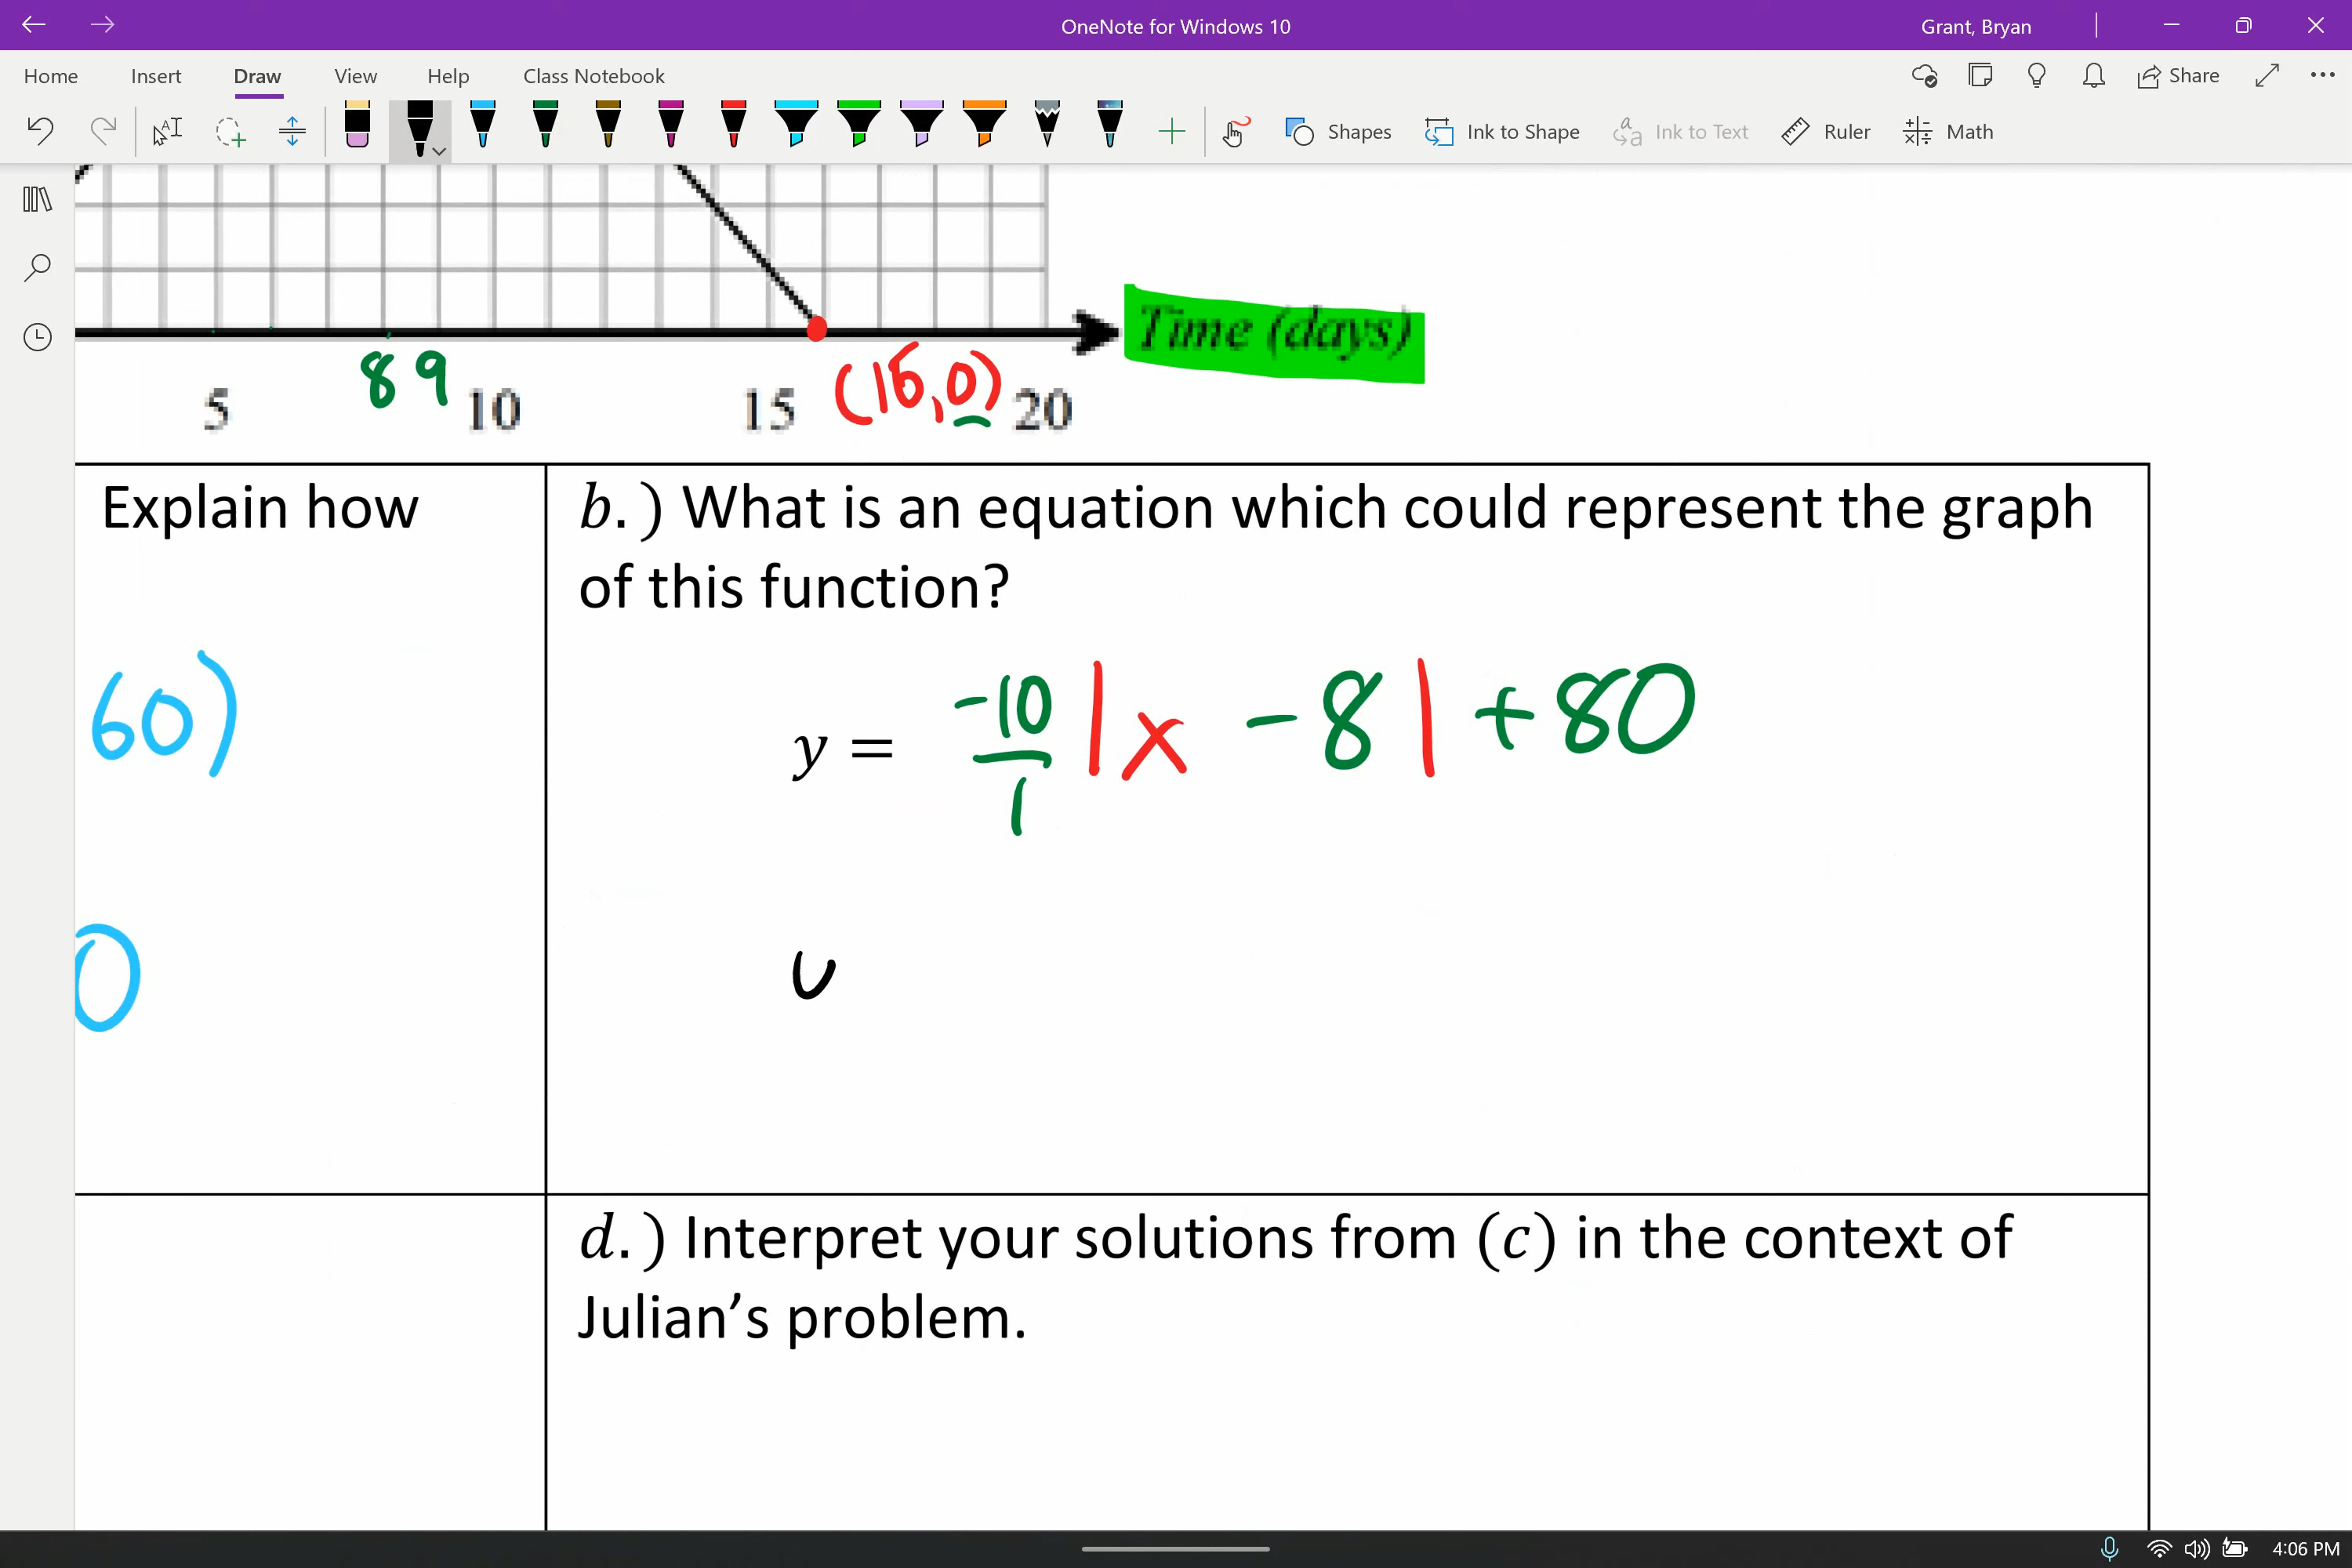 OneNote for Windows 10
Grant, Bryan
Home Insert Draw View Help Class Notebook
Share
Shapes Ink to Shape Ink to Text Ruler Math
Time (days)
8 9 (16,0)
5 10 15 20
Explain how
b.) What is an equation which could represent the graph
of this function?
60)
y = -10/1 |x - 8| + 80
0
d.) Interpret your solutions from (c) in the context of
Julian's problem.
4:06 PM